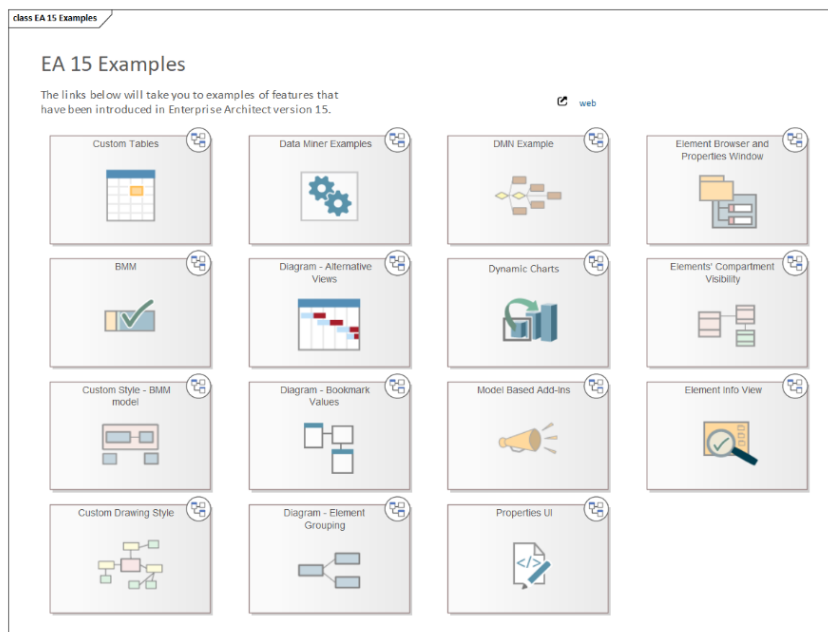 class EA 15 Examples
EA 15 Examples
The links below will take you to examples of features that
have been introduced in Enterprise Architect version 15.
web
Custom Tables
Data Miner Examples
DMN Example
Element Browser and
Properties Window
BMM
Diagram - Alternative
Views
Dynamic Charts
Elements' Compartment
Visibility
Custom Style - BMM
model
Diagram - Bookmark
Values
Model Based Add-Ins
Element Info View
Custom Drawing Style
Diagram - Element
Grouping
Properties UI